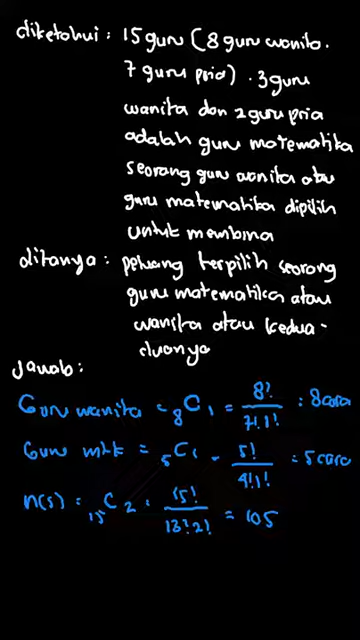 diketahui : 15 guru (8 guru wanita.
7 guru pria). 3 guru
wanita dan 2 guru pria
adalah guru matematika
seorang guru wanita atau
guru matematika dipilih
untuk membina
ditanya : peluang terpilih seorang
guru matematika atau
wanita atau kedua-
duanya
Jawab :
Guru wanita = ₈C₁ = 8!/7!1! = 8 cara
Guru mtk = ₅C₁ = 5!/4!1! = 5 cara
n(s) = ₁₅C₂ = 15!/13!2! = 105